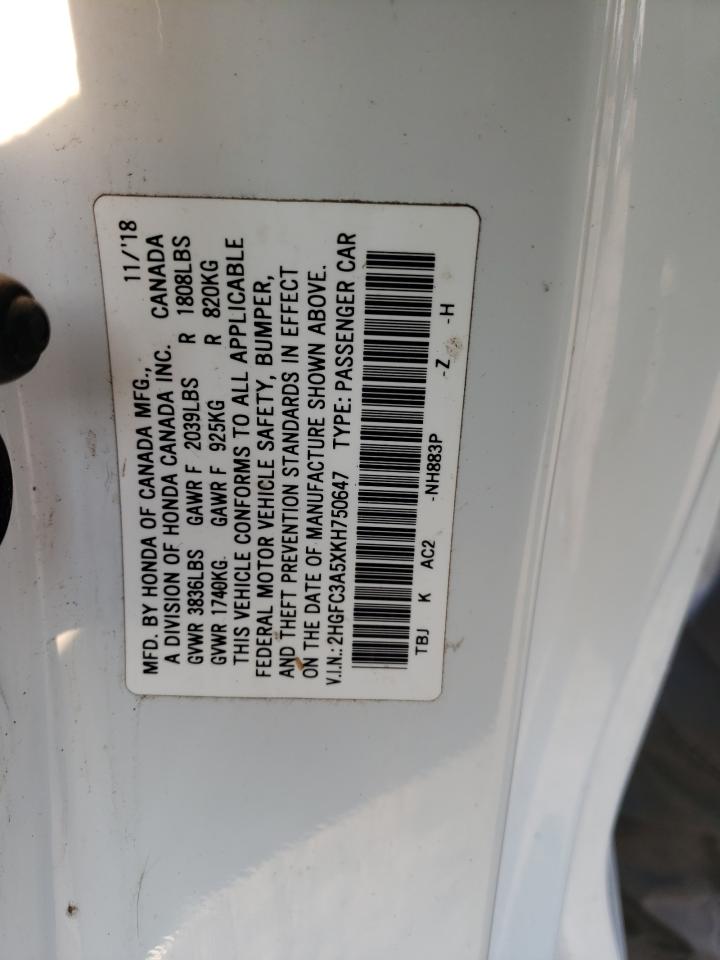 11/'18
MFD. BY HONDA OF CANADA MFG.,
A DIVISION OF HONDA CANADA INC. CANADA
GVWR 3836LBS GAWR F 2039LBS R 1808LBS
GVWR 1740KG GAWR F 925KG R 820KG
THIS VEHICLE CONFORMS TO ALL APPLICABLE
FEDERAL MOTOR VEHICLE SAFETY, BUMPER,
AND THEFT PREVENTION STANDARDS IN EFFECT
ON THE DATE OF MANUFACTURE SHOWN ABOVE.
V.I.N.: 2HGFC3A5XKH750647 TYPE: PASSENGER CAR
TBJ K AC2 -NH883P -Z -H